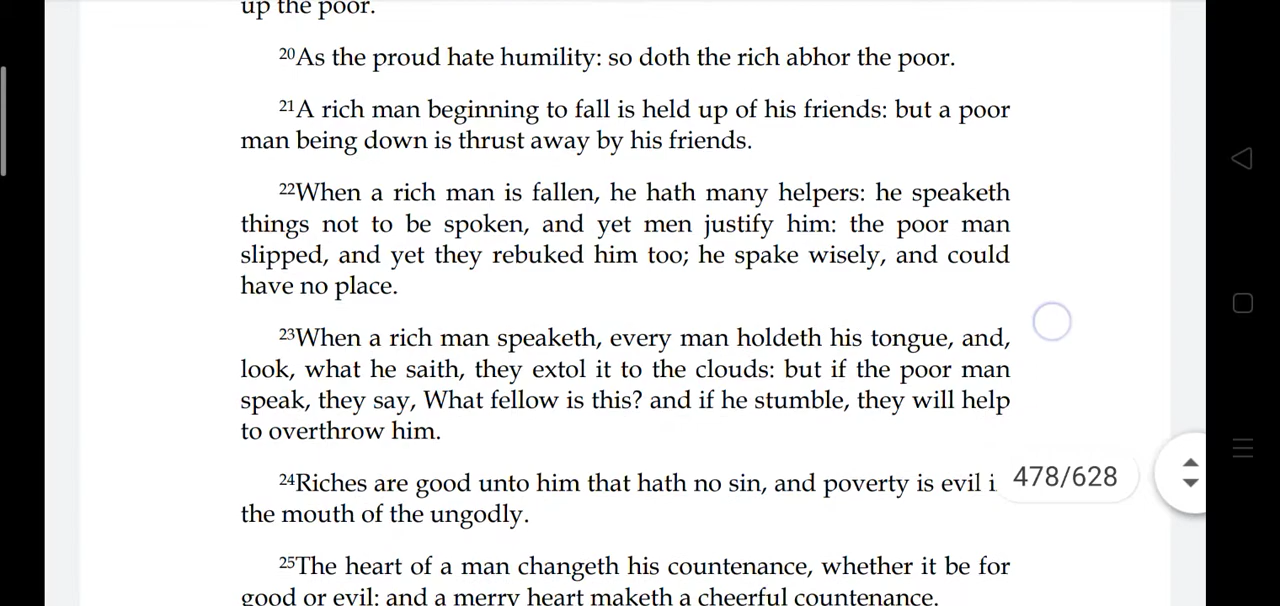 up the poor.
20As the proud hate humility: so doth the rich abhor the poor.
21A rich man beginning to fall is held up of his friends: but a poor
man being down is thrust away by his friends.
22When a rich man is fallen, he hath many helpers: he speaketh
things not to be spoken, and yet men justify him: the poor man
slipped, and yet they rebuked him too; he spake wisely, and could
have no place.
23When a rich man speaketh, every man holdeth his tongue, and,
look, what he saith, they extol it to the clouds: but if the poor man
speak, they say, What fellow is this? and if he stumble, they will help
to overthrow him.
24Riches are good unto him that hath no sin, and poverty is evil i
478/628
the mouth of the ungodly.
25The heart of a man changeth his countenance, whether it be for
good or evil: and a merry heart maketh a cheerful countenance.